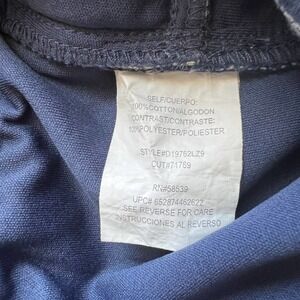 SELF/CUERPO:
100%COTTON/ALGODON
CONTRAST/CONTRASTE:
100%POLYESTER/POLIESTER
STYLE#D19762LZ9
CUT#71759
RN#58539
UPC# 652874462622
SEE REVERSE FOR CARE
INSTRUCCIONES AL REVERSO